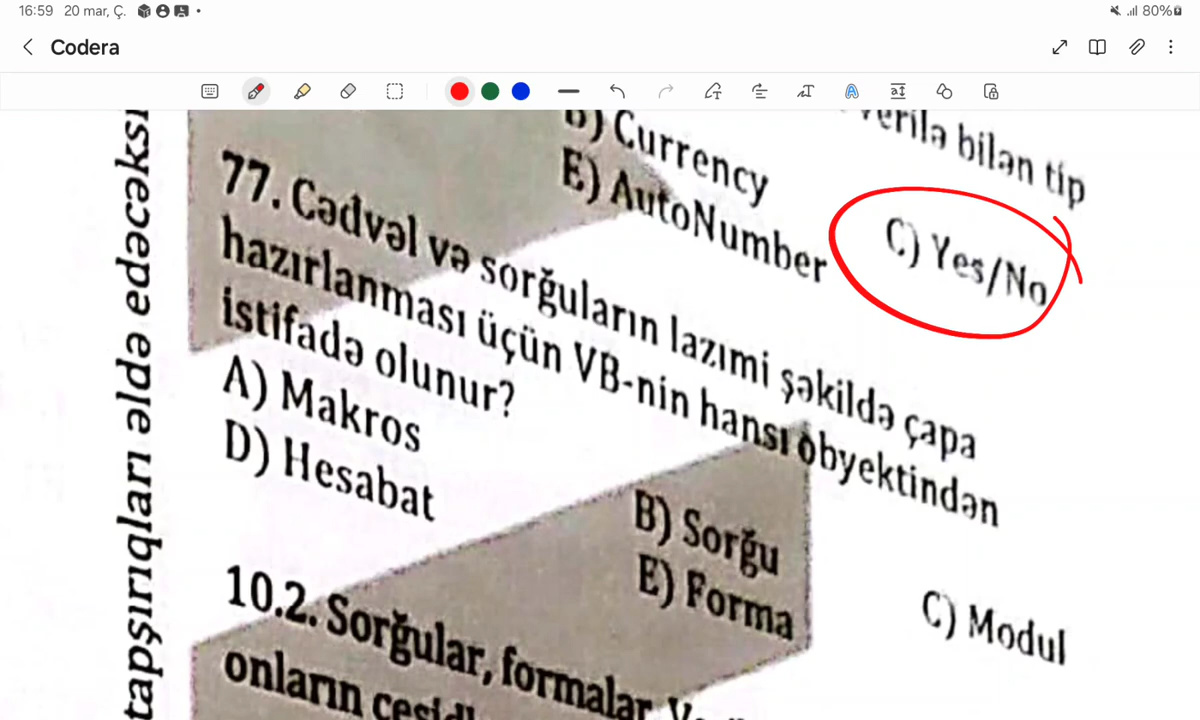 16:59 20 mar, Ç. 80%
Codera
verilə bilən tip
Currency
E) AutoNumber
C) Yes/No
77. Cədvəl və sorğuların lazımi şəkildə çapa
hazırlanması üçün VB-nin hansı obyektindən
istifadə olunur?
A) Makros
B) Sorğu
C) Modul
D) Hesabat
E) Forma
10.2. Sorğular, formalar
onların
tapşırıqları əldə edəcəksi